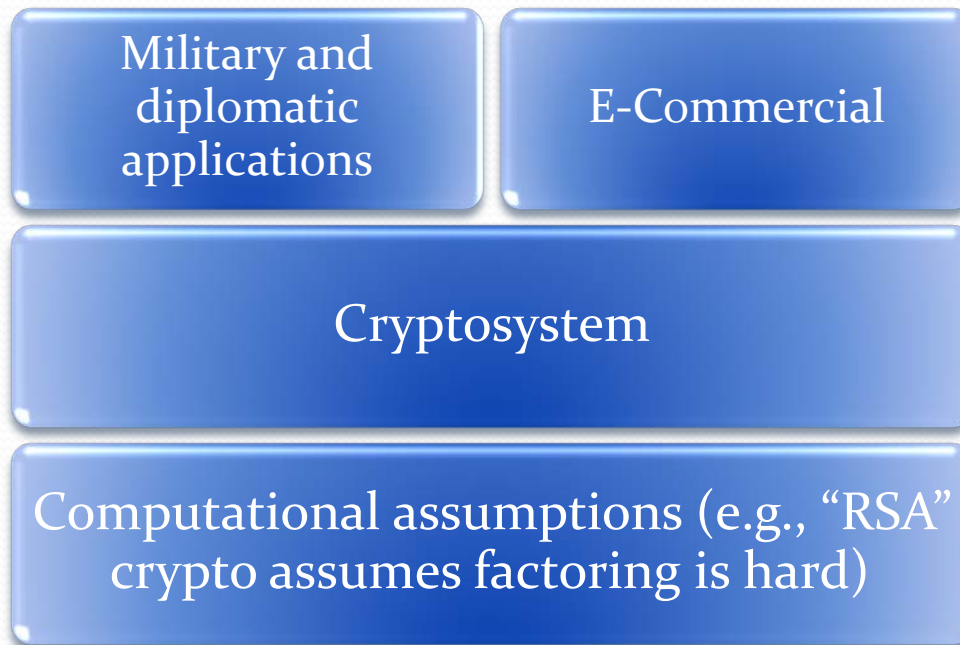 Military and
diplomatic
applications
E-Commercial
Cryptosystem
Computational assumptions (e.g., “RSA”
crypto assumes factoring is hard)